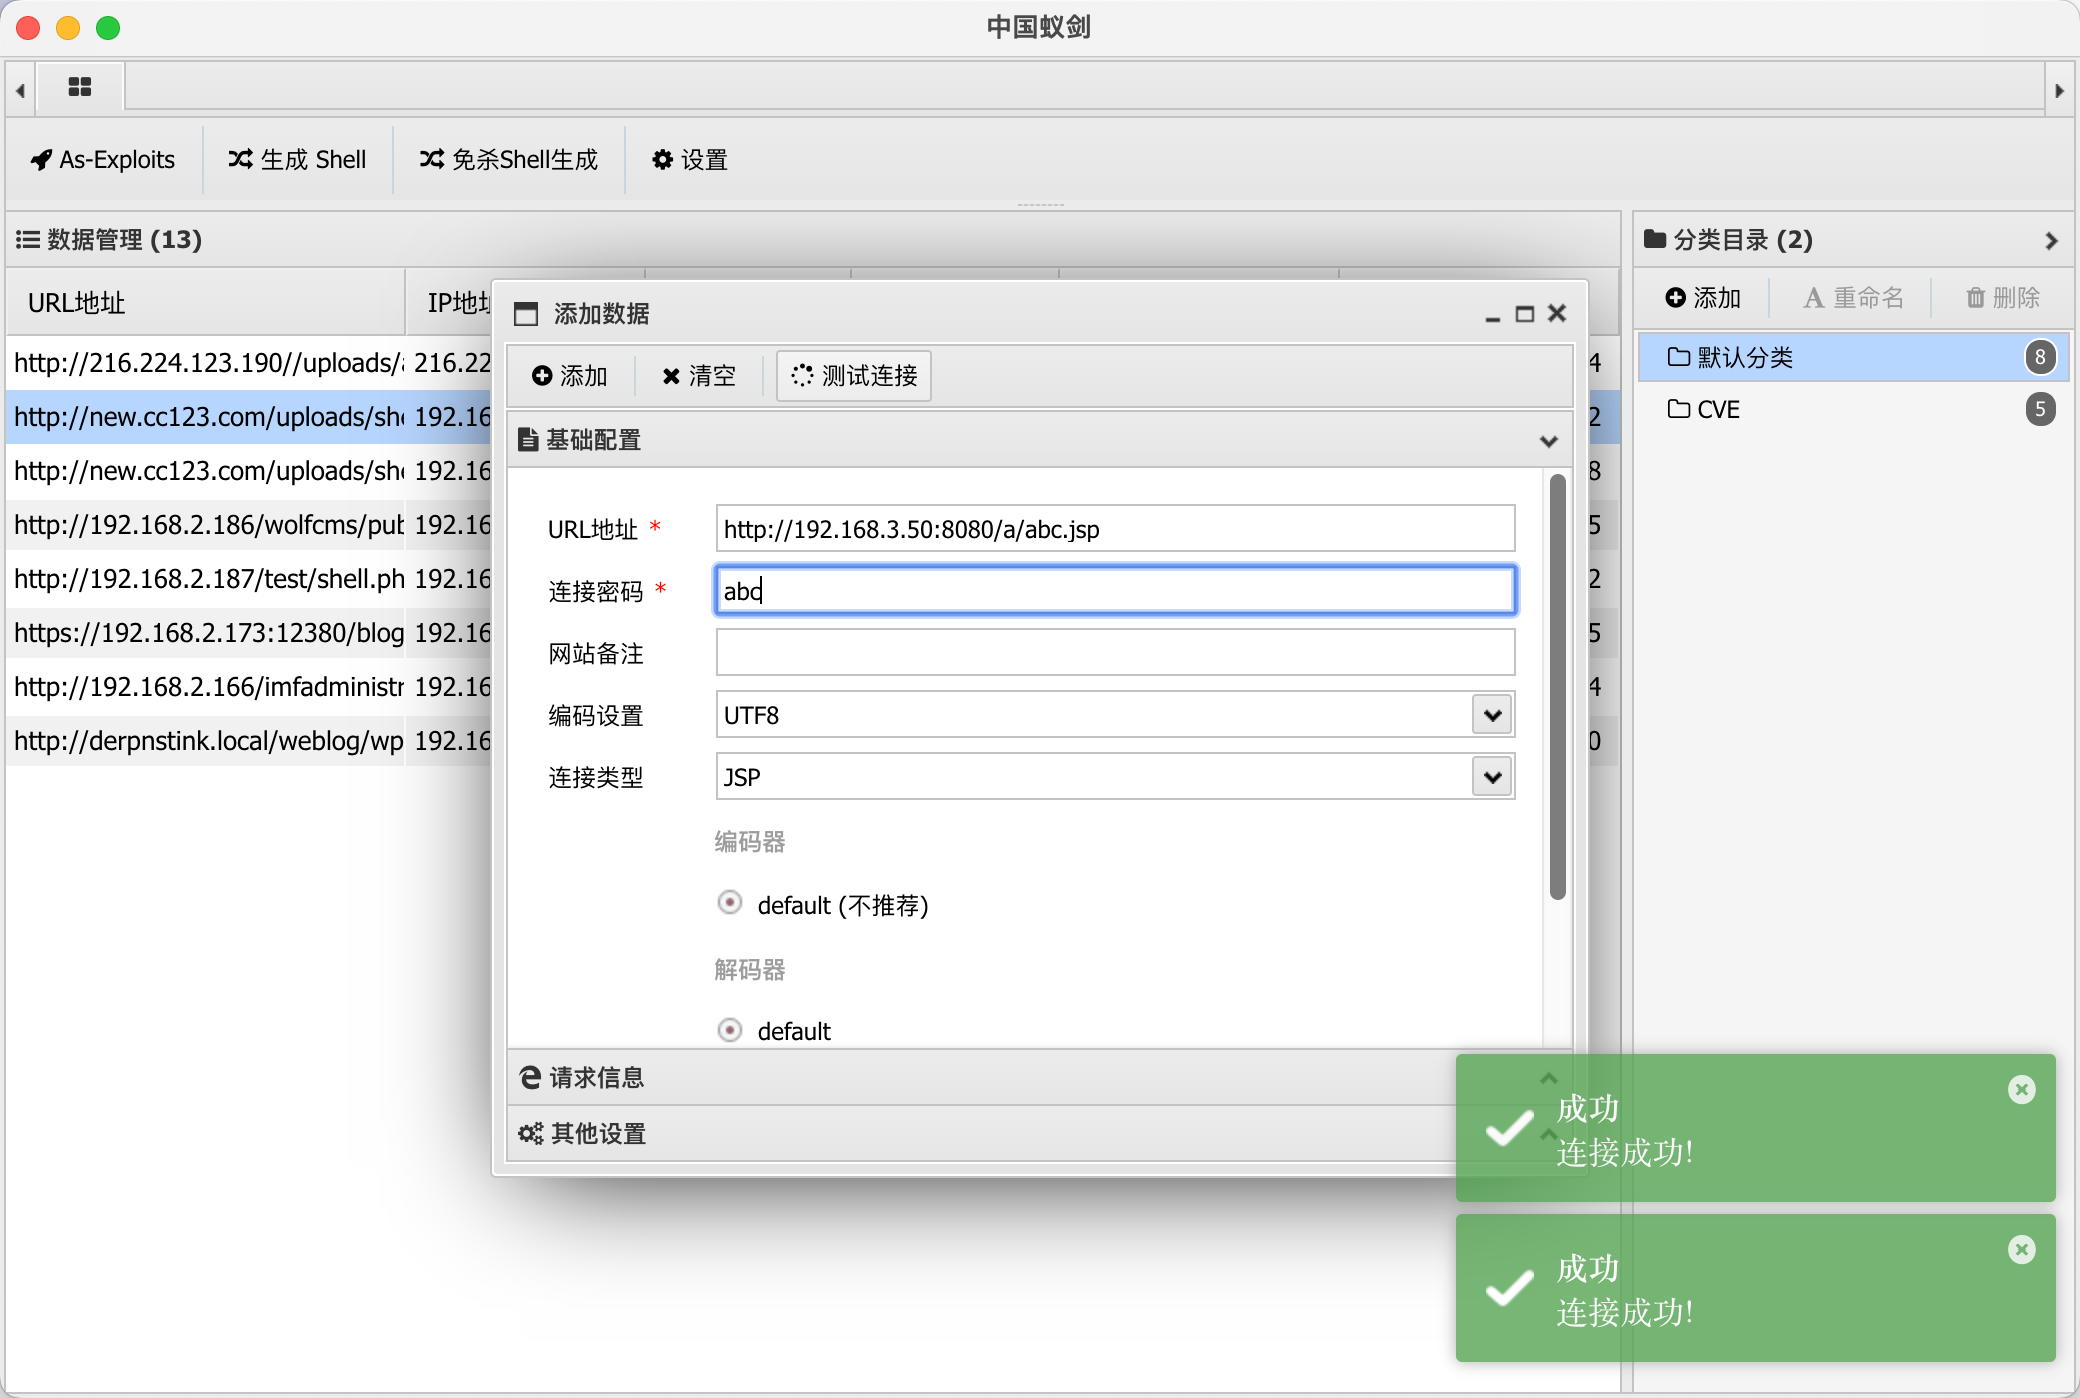 中国蚁剑
As-Exploits
生成 Shell
免杀Shell生成
设置
数据管理 (13)
URL地址
IP地
http://216.224.123.190//uploads/ 216.22
http://new.cc123.com/uploads/she 192.16
http://new.cc123.com/uploads/she 192.16
http://192.168.2.186/wolfcms/pub 192.16
http://192.168.2.187/test/shell.ph 192.16
https://192.168.2.173:12380/blog 192.16
http://192.168.2.166/imfadministr 192.16
http://derpnstink.local/weblog/wp 192.16
4
2
8
5
2
5
4
0
添加数据
添加
清空
测试连接
基础配置
URL地址 *
http://192.168.3.50:8080/a/abc.jsp
连接密码 *
abc
网站备注
编码设置
UTF8
连接类型
JSP
编码器
default (不推荐)
解码器
default
请求信息
其他设置
分类目录 (2)
添加
重命名
删除
默认分类 8
CVE 5
成功
连接成功!
成功
连接成功!